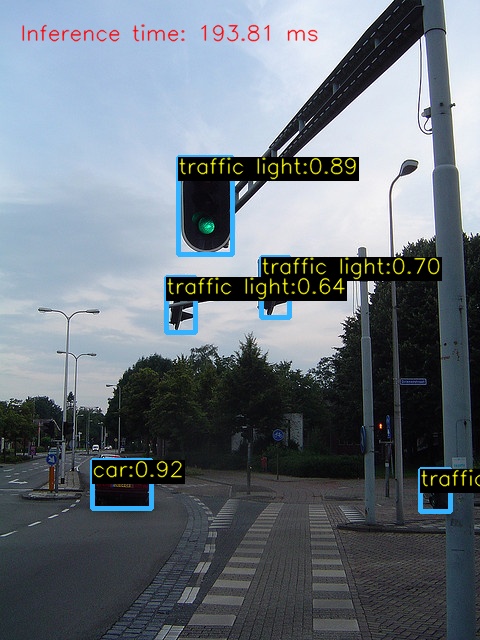 Inference time: 193.81 ms
traffic light:0.89
traffic light:0.70
traffic light:0.64
car:0.92
traffic